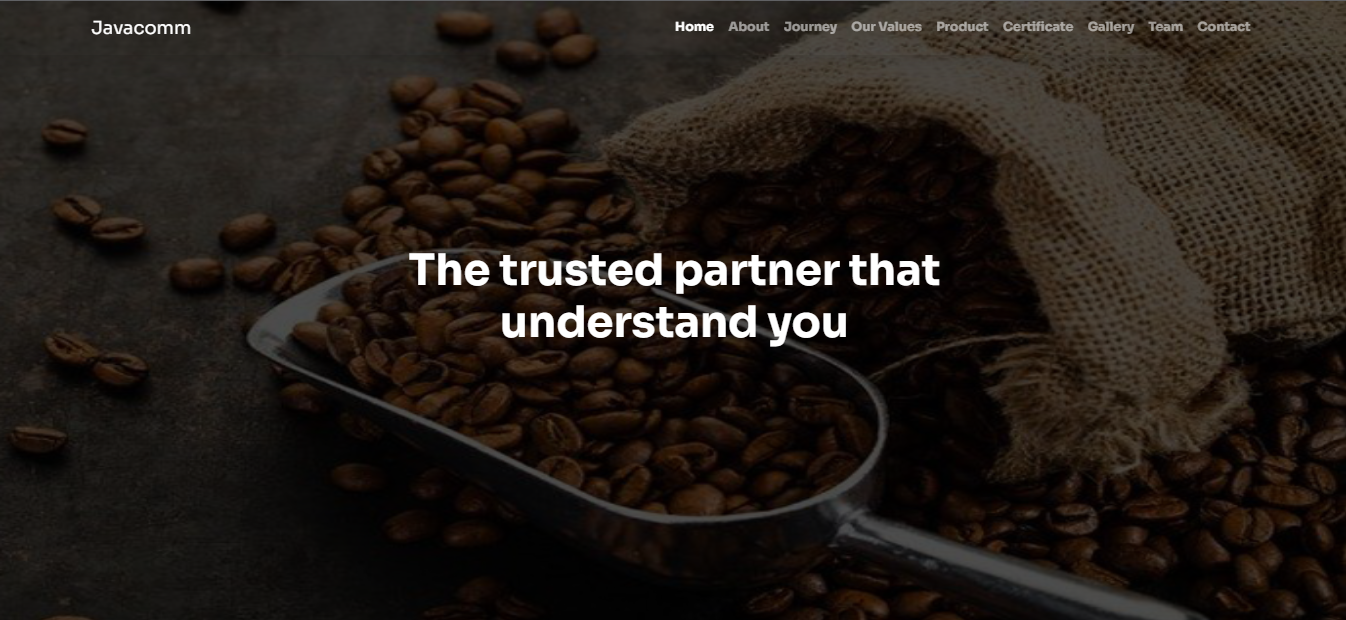 Javacomm
Home About Journey Our Values Product Certificate Gallery Team Contact
The trusted partner that
understand you